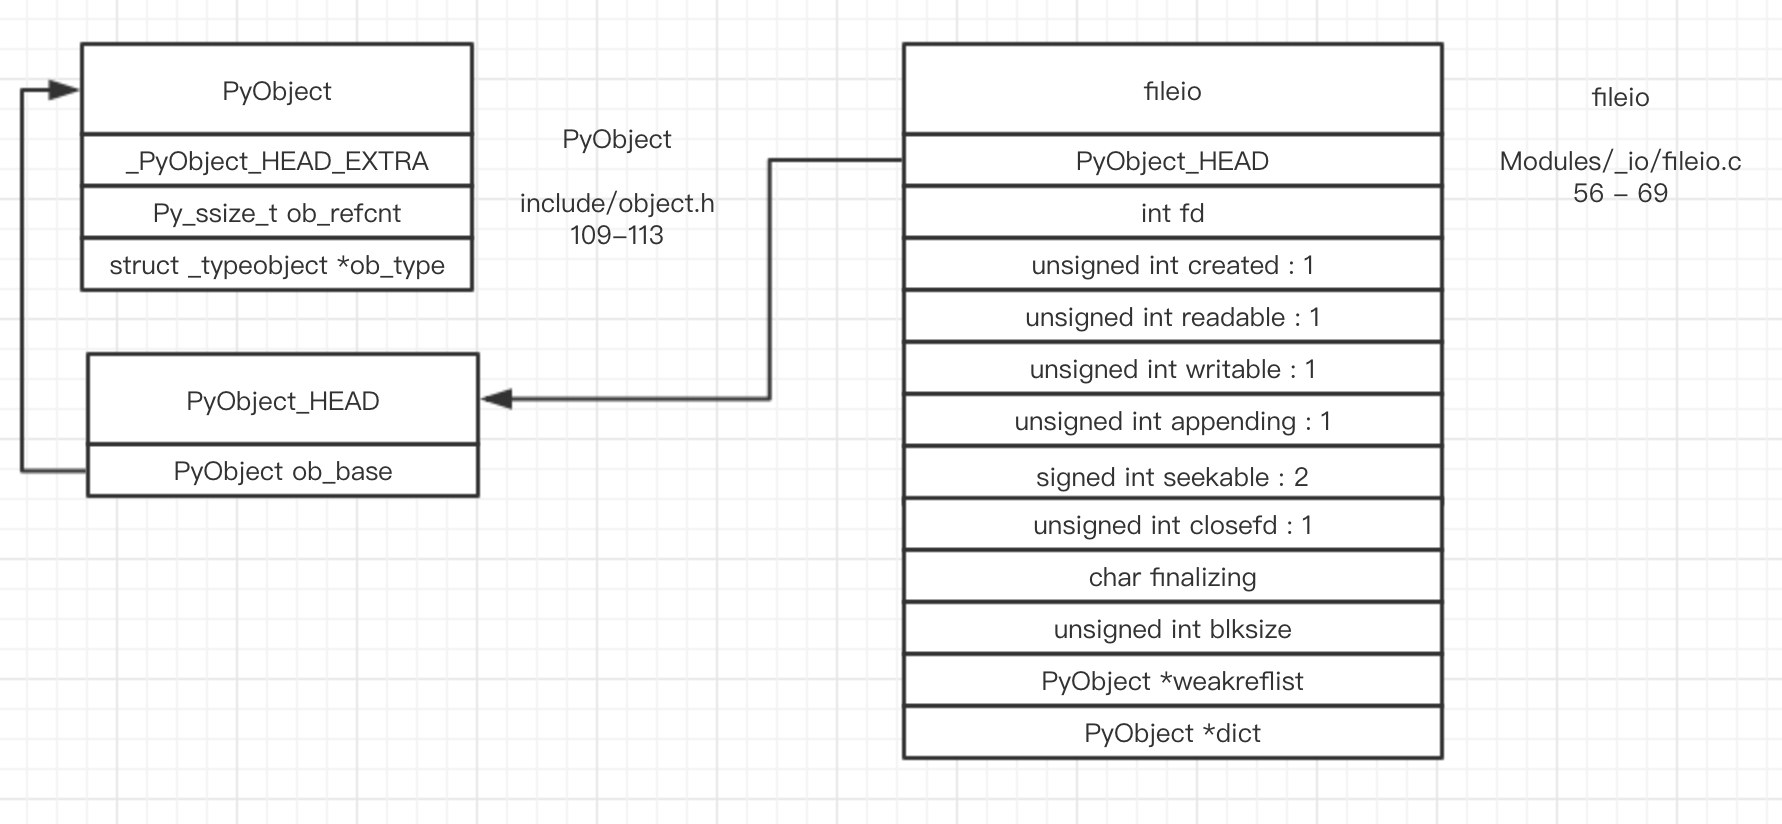 PyObject
_PyObject_HEAD_EXTRA
Py_ssize_t ob_refcnt
struct _typeobject *ob_type
PyObject
include/object.h
109-113
PyObject_HEAD
PyObject ob_base
fileio
PyObject_HEAD
int fd
unsigned int created : 1
unsigned int readable : 1
unsigned int writable : 1
unsigned int appending : 1
signed int seekable : 2
unsigned int closefd : 1
char finalizing
unsigned int blksize
PyObject *weakreflist
PyObject *dict
fileio
Modules/_io/fileio.c
56 - 69